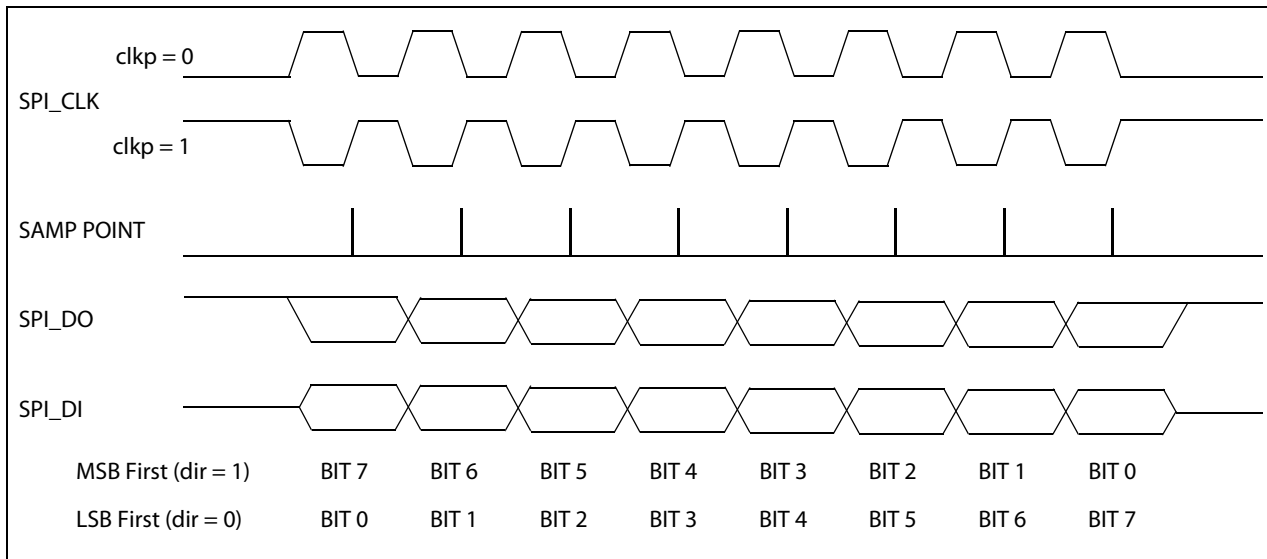 clkp = 0
SPI_CLK
clkp = 1
SAMP POINT
SPI_DO
SPI_DI
MSB First (dir = 1) BIT 7 BIT 6 BIT 5 BIT 4 BIT 3 BIT 2 BIT 1 BIT 0
LSB First (dir = 0) BIT 0 BIT 1 BIT 2 BIT 3 BIT 4 BIT 5 BIT 6 BIT 7